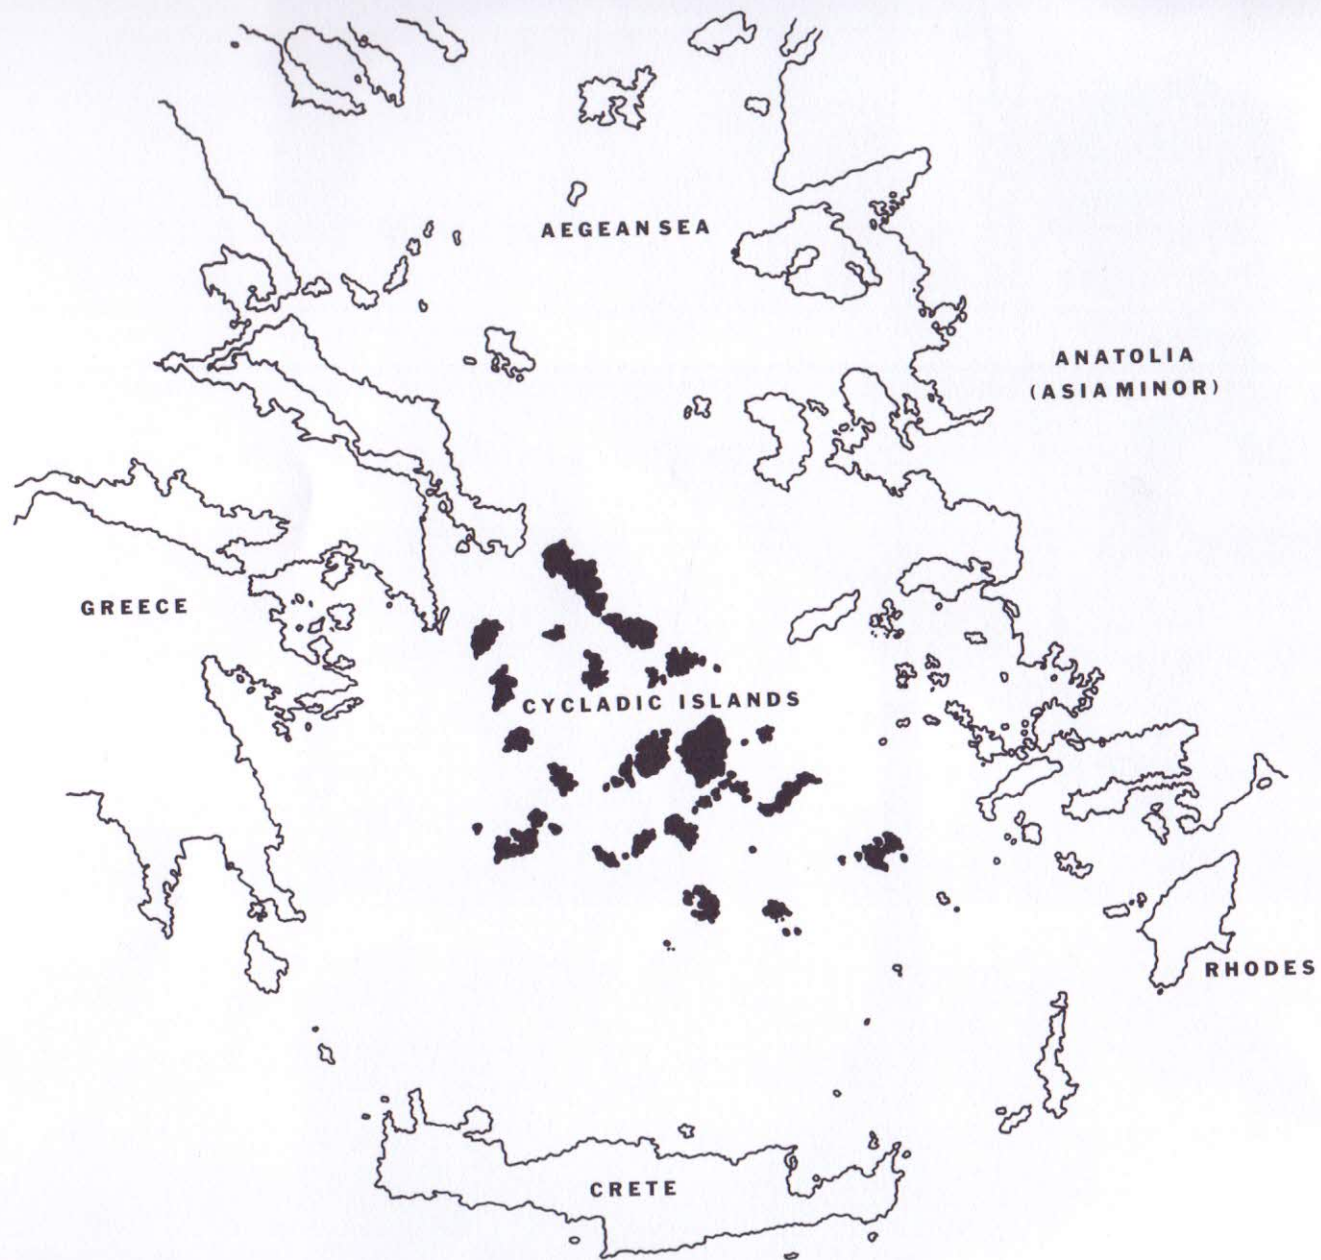 AEGEAN SEA
ANATOLIA
(ASIA MINOR)
GREECE
CYCLADIC ISLANDS
RHODES
CRETE